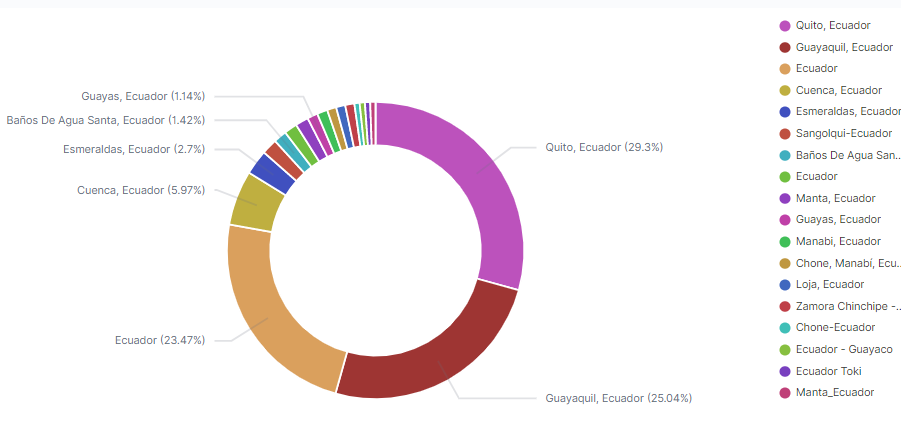 Guayas, Ecuador (1.14%)
Baños De Agua Santa, Ecuador (1.42%)
Esmeraldas, Ecuador (2.7%)
Cuenca, Ecuador (5.97%)
Ecuador (23.47%)
Quito, Ecuador (29.3%)
Guayaquil, Ecuador (25.04%)
Quito, Ecuador
Guayaquil, Ecuador
Ecuador
Cuenca, Ecuador
Esmeraldas, Ecuador
Sangolqui-Ecuador
Baños De Agua San...
Ecuador
Manta, Ecuador
Guayas, Ecuador
Manabi, Ecuador
Chone, Manabí, Ecu...
Loja, Ecuador
Zamora Chinchipe -...
Chone-Ecuador
Ecuador - Guayaco
Ecuador Toki
Manta_Ecuador